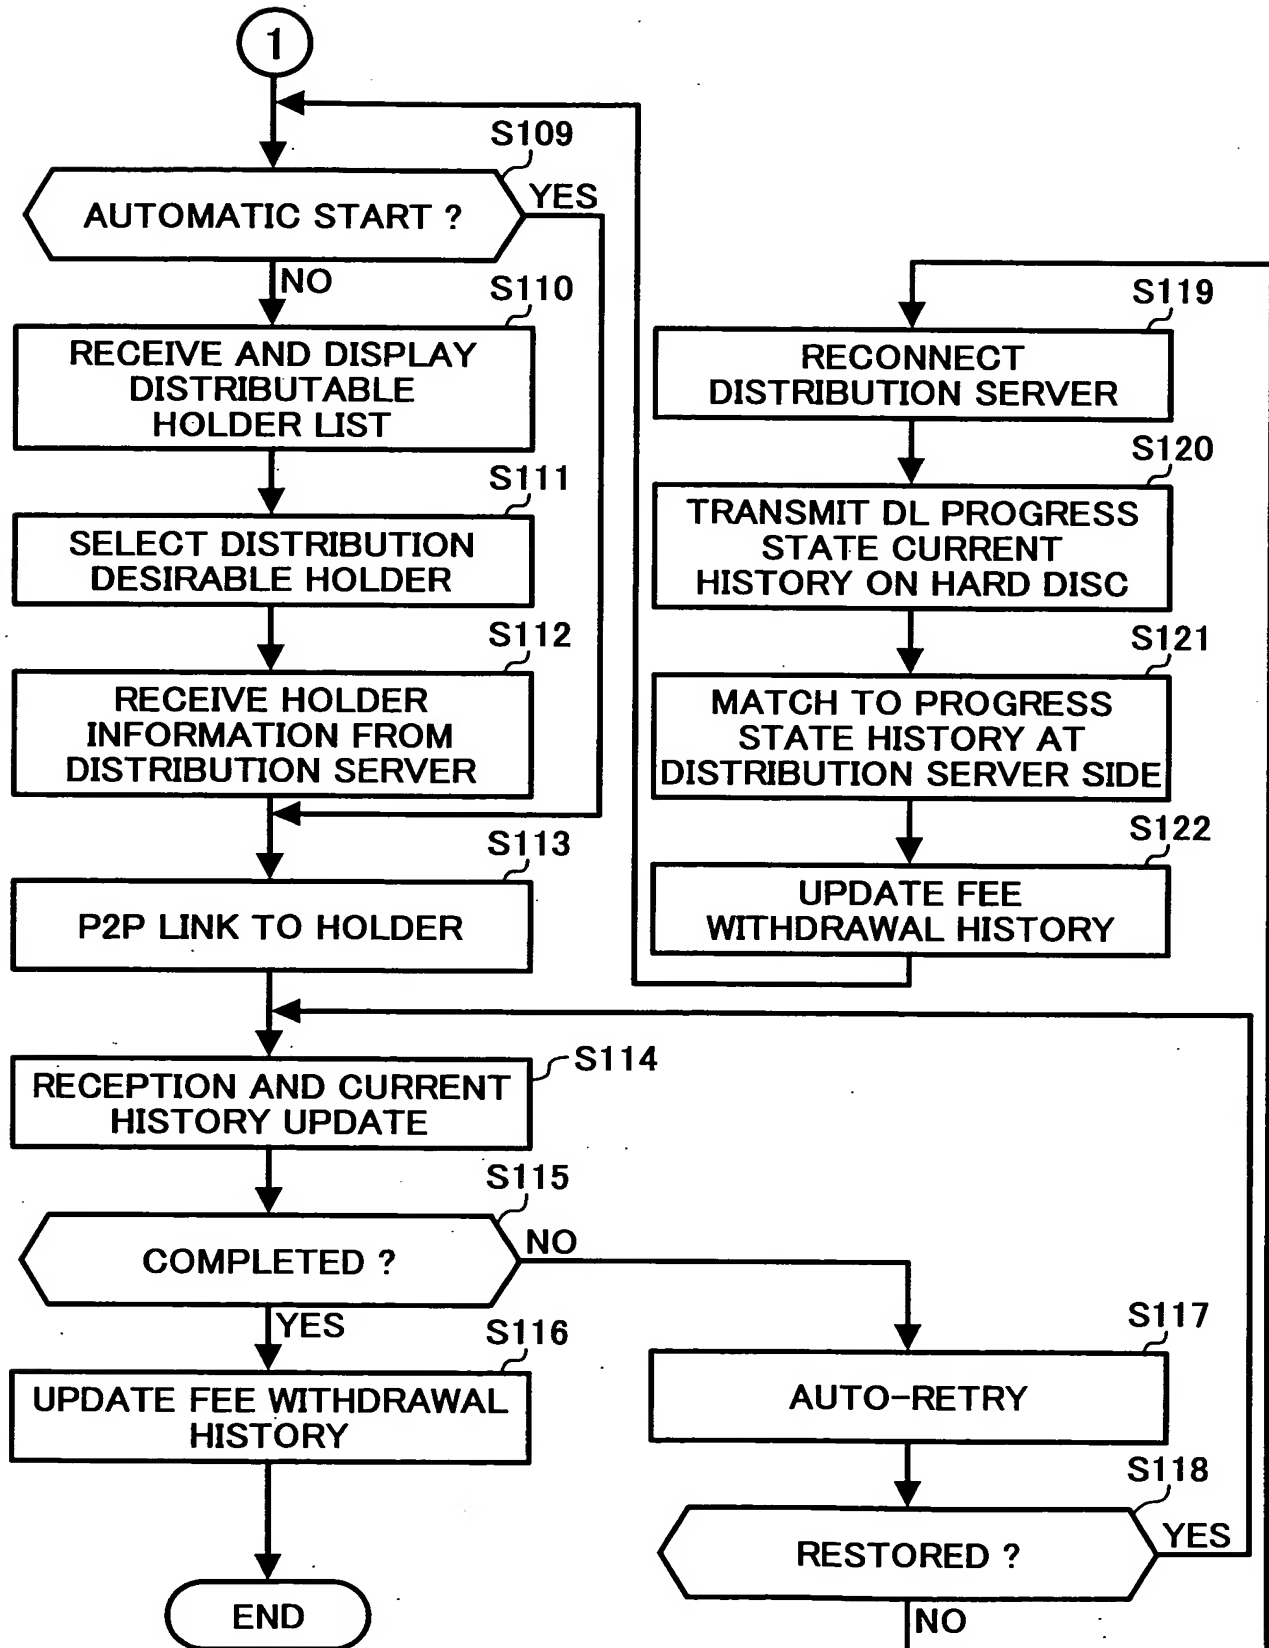 1
S109
AUTOMATIC START ?
YES
NO
S110
RECEIVE AND DISPLAY
DISTRIBUTABLE
HOLDER LIST
S111
SELECT DISTRIBUTION
DESIRABLE HOLDER
S112
RECEIVE HOLDER
INFORMATION FROM
DISTRIBUTION SERVER
S113
P2P LINK TO HOLDER
S114
RECEPTION AND CURRENT
HISTORY UPDATE
S115
COMPLETED ?
NO
YES
S116
UPDATE FEE WITHDRAWAL
HISTORY
END
S117
AUTO-RETRY
S118
RESTORED ?
YES
NO
S119
RECONNECT
DISTRIBUTION SERVER
S120
TRANSMIT DL PROGRESS
STATE CURRENT
HISTORY ON HARD DISC
S121
MATCH TO PROGRESS
STATE HISTORY AT
DISTRIBUTION SERVER SIDE
S122
UPDATE FEE
WITHDRAWAL HISTORY